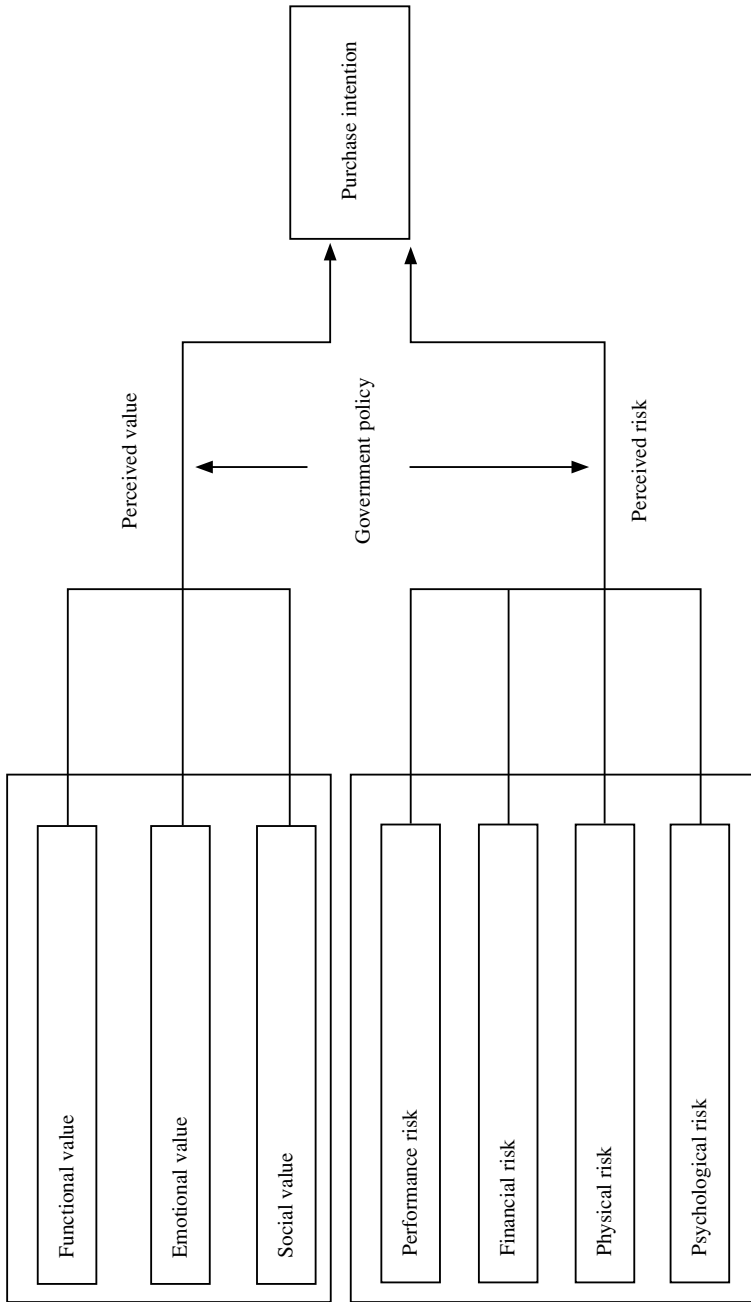 Functional value
Emotional value
Social value
Performance risk
Financial risk
Physical risk
Psychological risk
Perceived value
Government policy
Perceived risk
Purchase intention